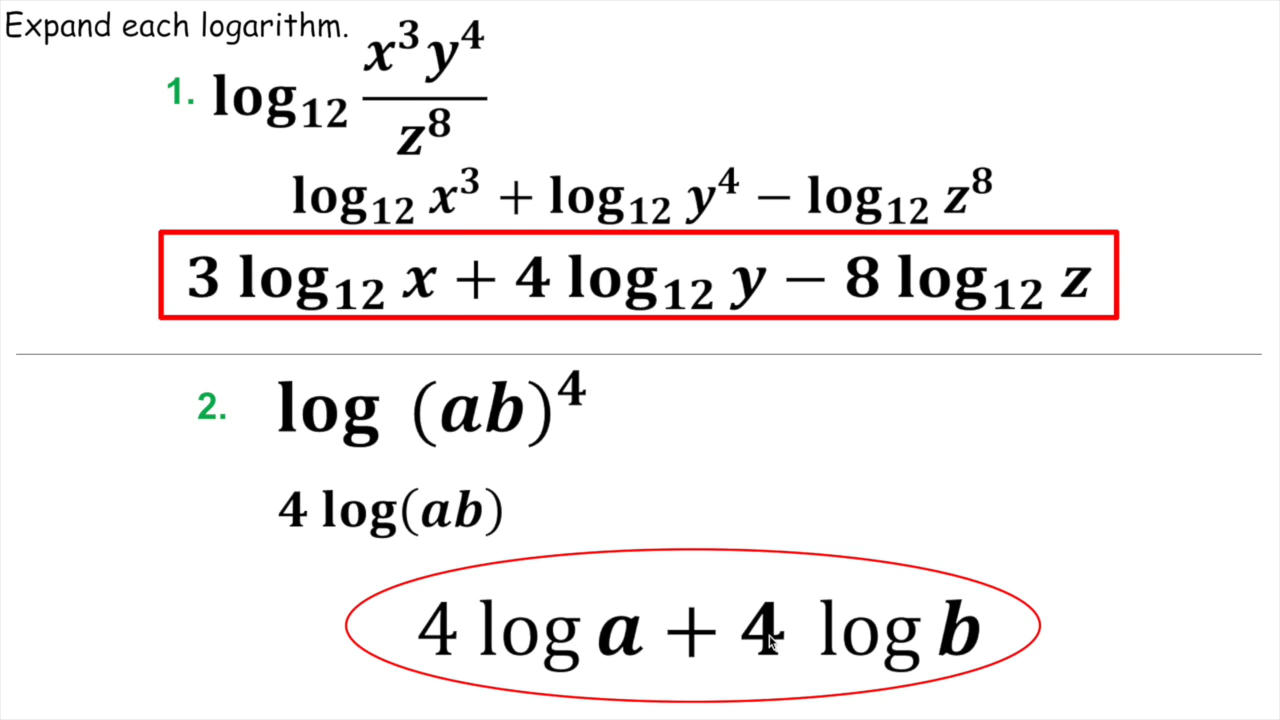 Expand each logarithm.
1. log₁₂ x³y⁴/z⁸
log₁₂ x³ + log₁₂ y⁴ − log₁₂ z⁸
3 log₁₂ x + 4 log₁₂ y − 8 log₁₂ z
2. log (ab)⁴
4 log(ab)
4 log a + 4 log b